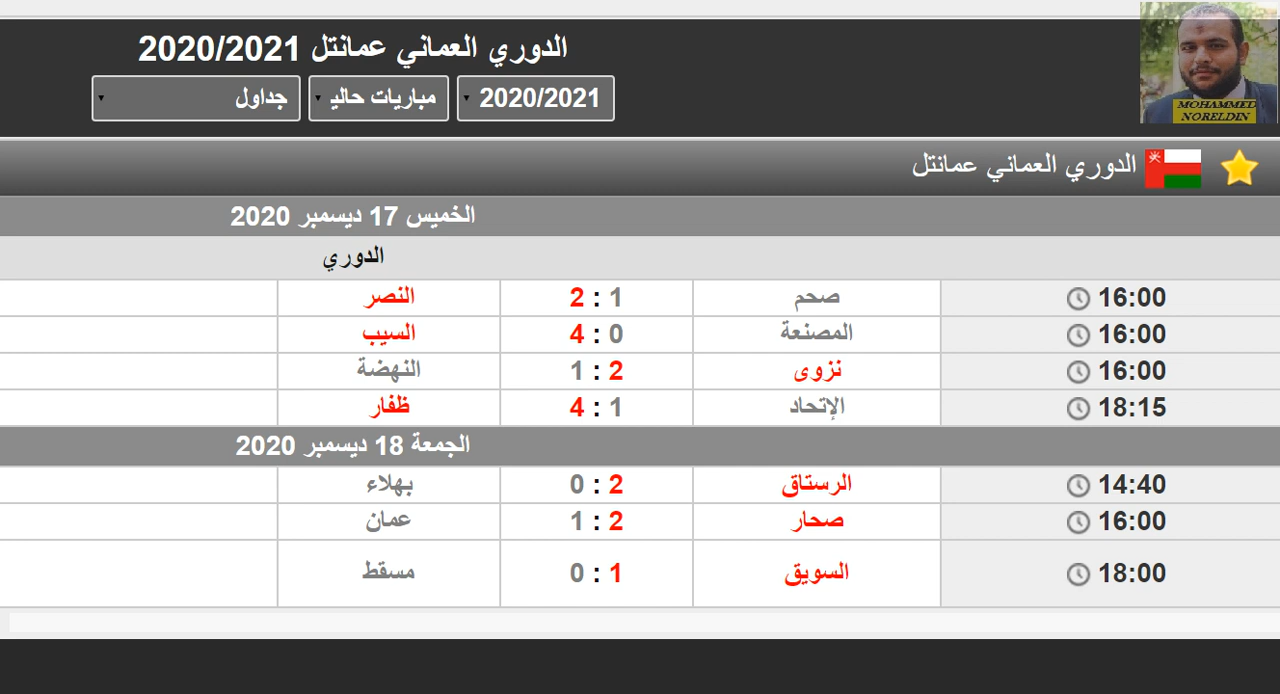 الدوري العماني عمانتل 2020/2021
MOHAMMED
NORELDIN
2020/2021 مباريات حالي جداول
الدوري العماني عمانتل
الخميس 17 ديسمبر 2020
الدوري
16:00 صحم 1 : 2 النصر
16:00 المصنعة 0 : 4 السيب
16:00 نزوى 2 : 1 النهضة
18:15 الإتحاد 1 : 4 ظفار
الجمعة 18 ديسمبر 2020
14:40 الرستاق 2 : 0 بهلاء
16:00 صحار 2 : 1 عمان
18:00 السويق 1 : 0 مسقط